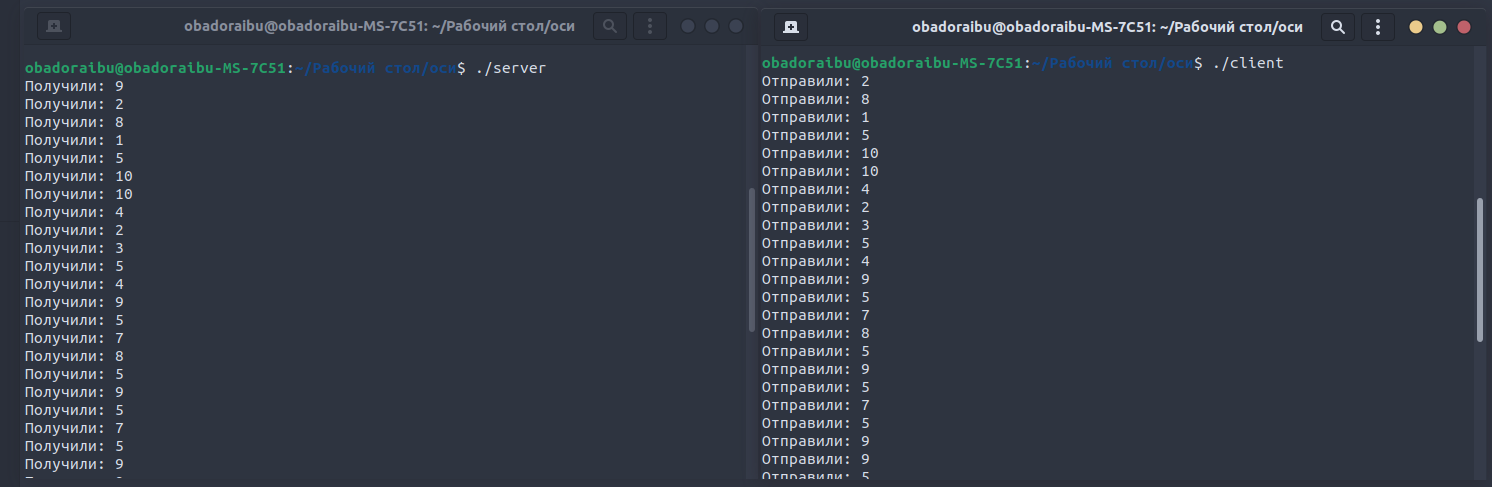 obadoraibu@obadoraibu-MS-7C51: ~/Рабочий стол/оси
obadoraibu@obadoraibu-MS-7C51:~/Рабочий стол/оси$ ./server
Получили: 9
Получили: 2
Получили: 8
Получили: 1
Получили: 5
Получили: 10
Получили: 10
Получили: 4
Получили: 2
Получили: 3
Получили: 5
Получили: 4
Получили: 9
Получили: 5
Получили: 7
Получили: 8
Получили: 5
Получили: 9
Получили: 5
Получили: 7
Получили: 5
Получили: 9
obadoraibu@obadoraibu-MS-7C51: ~/Рабочий стол/оси
obadoraibu@obadoraibu-MS-7C51:~/Рабочий стол/оси$ ./client
Отправили: 2
Отправили: 8
Отправили: 1
Отправили: 5
Отправили: 10
Отправили: 10
Отправили: 4
Отправили: 2
Отправили: 3
Отправили: 5
Отправили: 4
Отправили: 9
Отправили: 5
Отправили: 7
Отправили: 8
Отправили: 5
Отправили: 9
Отправили: 5
Отправили: 7
Отправили: 5
Отправили: 9
Отправили: 9
Отправили: 5